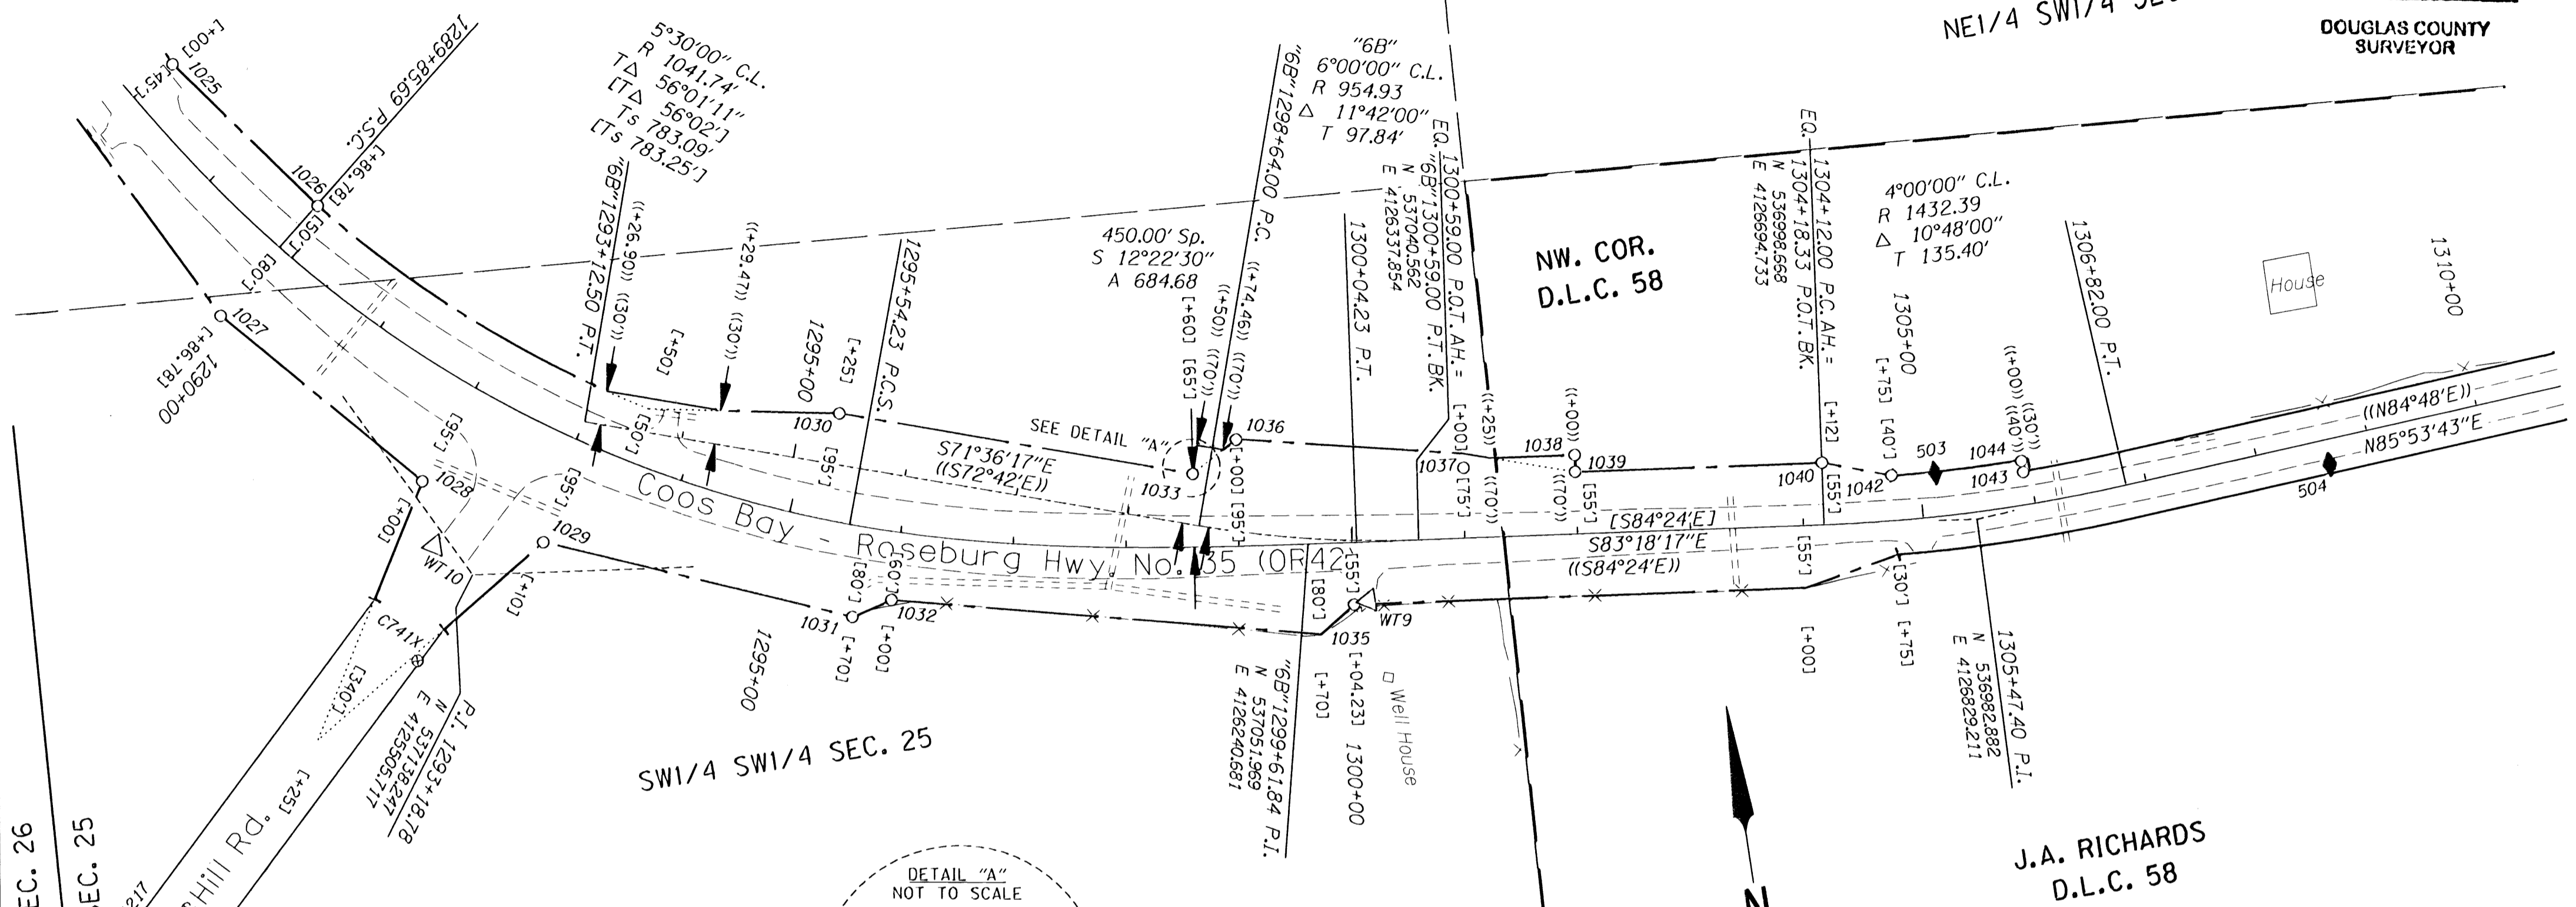 NE1/4 SW1/4
DOUGLAS COUNTY
SURVEYOR
[+00]
[45']
1025
1289+85.69 P.S.C.
[+86.78]
1026
[50']
[80']
1027
[+86.78]
1290+00
5°30'00" C.L.
R 1041.74'
T△ 56°01'11"
[T△ 56°02']
Ts 783.09'
[Ts 783.25']
"6B"1293+12.50 P.T.
((+26.90)) ((30'))
[+50]
((+29.47)) ((30'))
1295+00
[+25]
1295+54.23 P.C.S.
1030
[50']
[95']
[95']
[95']
1028
[+00]
WT10
1029
[+10]
C741X
[340']
P.I. 1293+18.78
N 537138.247
E 4125505.717
[+25]
Hill Rd.
1217
EC. 26
SEC. 25
450.00' Sp.
S 12°22'30"
A 684.68
[+60] [65']
((+50)) ((70'))
((+74.46)) ((70'))
"6B"1298+64.00 P.C.
"6B"
6°00'00" C.L.
R 954.93
△ 11°42'00"
T 97.84'
EQ. 1300+59.00 P.O.T. AH. =
"6B"1300+59.00 P.T. BK.
N 537040.562
E 4126337.854
1300+04.23 P.T.
SEE DETAIL "A"
S71°36'17"E
((S72°42'E))
1033
1036
[+00] [95']
1037
[+00]
[75']
((+25))
((70'))
1038
((+00))
1039
((70'))
[55']
NW. COR.
D.L.C. 58
EQ. 1304+12.00 P.C. AH. =
1304+18.33 P.O.T. BK.
N 536998.668
E 4126694.733
4°00'00" C.L.
R 1432.39
△ 10°48'00"
T 135.40'
1305+00
[+12]
[55']
1040
[+75] [40']
1042
503
1044
1043
((+00)) ((40'))
((30'))
1306+82.00 P.T.
House
1310+00
((N84°48'E))
N85°53'43"E
504
Coos Bay - Roseburg Hwy. No. 35 (OR42
[S84°24'E]
S83°18'17"E
((S84°24'E))
1031
[80']
[60']
1032
[+70]
[+00]
1295+00
[80']
[55']
1035
WT9
[+70]
[+04.23]
1300+00
Well House
"6B"1299+61.84 P.I.
N 537051.969
E 4126240.681
[55']
[+00]
[30']
[+75]
1305+47.40 P.I.
N 536982.882
E 4126829.211
SW1/4 SW1/4 SEC. 25
DETAIL "A"
NOT TO SCALE
N
J.A. RICHARDS
D.L.C. 58